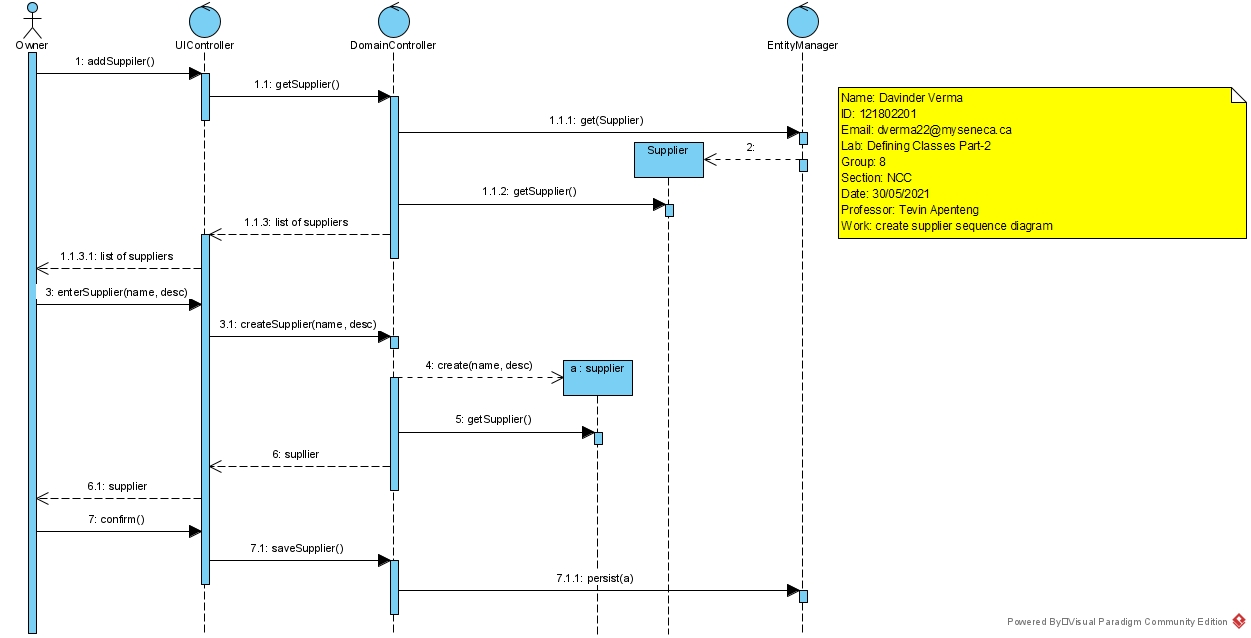 Owner
UIController
DomainController
EntityManager
1: addSuppiler()
1.1: getSupplier()
1.1.1: get(Supplier)
Supplier
2:
1.1.2: getSupplier()
1.1.3: list of suppliers
1.1.3.1: list of suppliers
3: enterSupplier(name, desc)
3.1: createSupplier(name, desc)
4: create(name, desc)
a : supplier
5: getSupplier()
6: supllier
6.1: supplier
7: confirm()
7.1: saveSupplier()
7.1.1: persist(a)
Name: Davinder Verma
ID: 121802201
Email: dverma22@myseneca.ca
Lab: Defining Classes Part-2
Group: 8
Section: NCC
Date: 30/05/2021
Professor: Tevin Apenteng
Work: create supplier sequence diagram
Powered By Visual Paradigm Community Edition